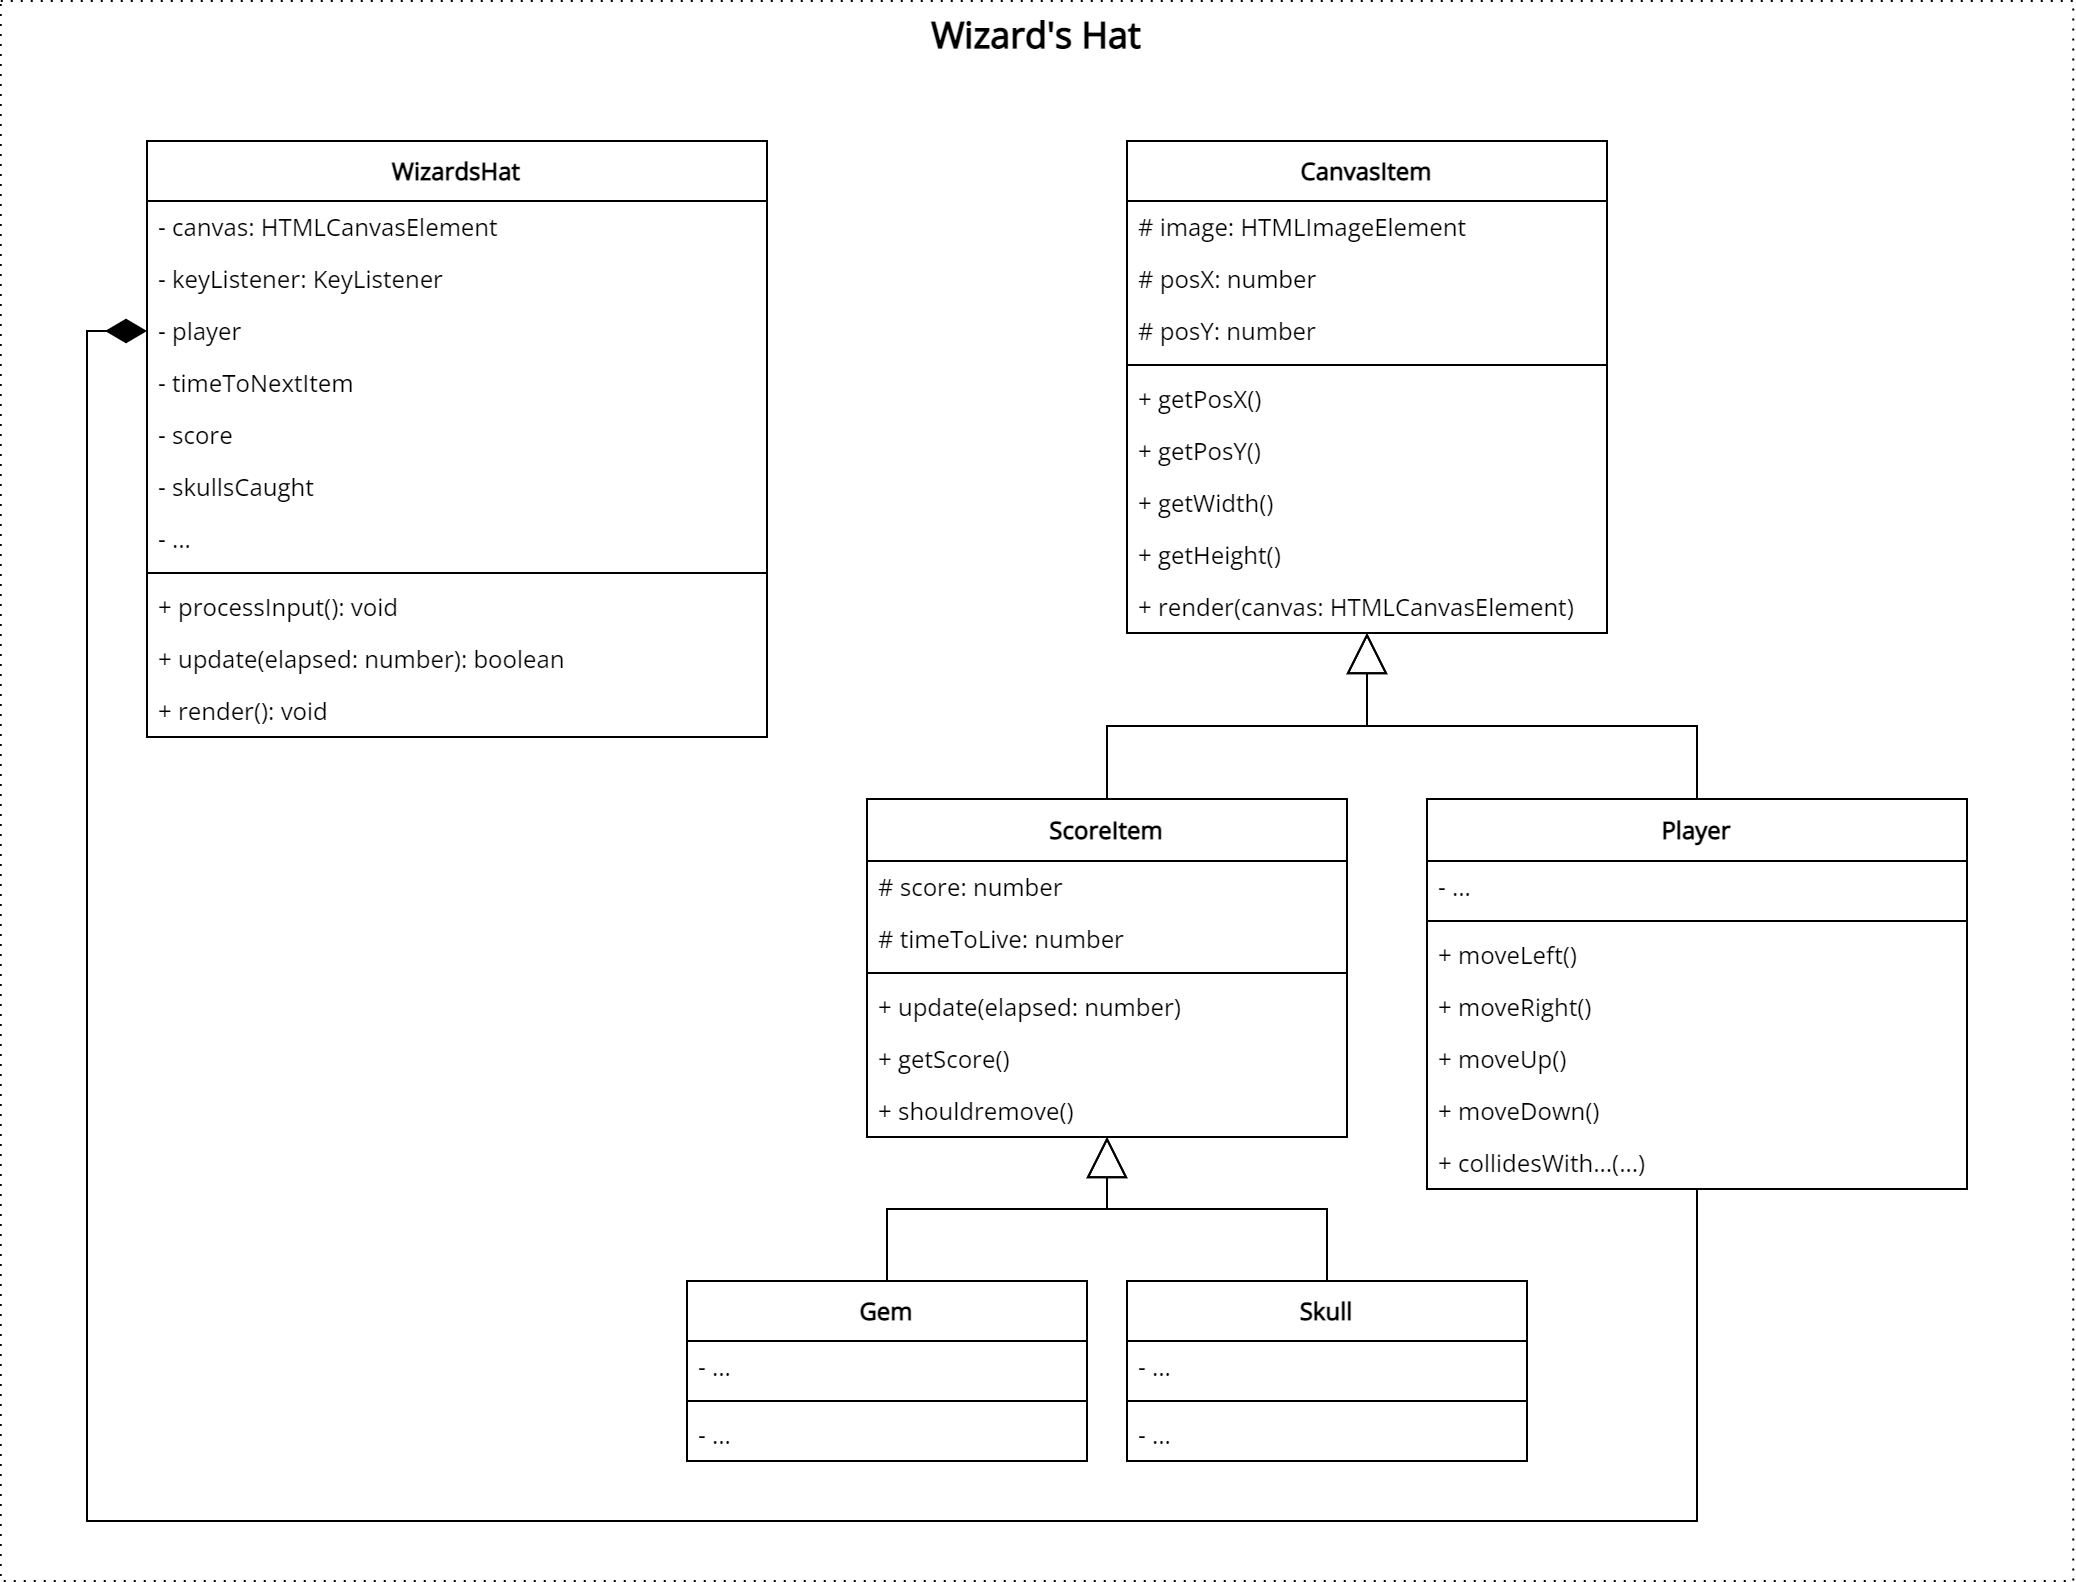 Wizard's Hat
WizardsHat
- canvas: HTMLCanvasElement
- keyListener: KeyListener
- player
- timeToNextItem
- score
- skullsCaught
- ...
+ processInput(): void
+ update(elapsed: number): boolean
+ render(): void
CanvasItem
# image: HTMLImageElement
# posX: number
# posY: number
+ getPosX()
+ getPosY()
+ getWidth()
+ getHeight()
+ render(canvas: HTMLCanvasElement)
ScoreItem
# score: number
# timeToLive: number
+ update(elapsed: number)
+ getScore()
+ shouldremove()
Player
- ...
+ moveLeft()
+ moveRight()
+ moveUp()
+ moveDown()
+ collidesWith...(...)
Gem
- ...
- ...
Skull
- ...
- ...